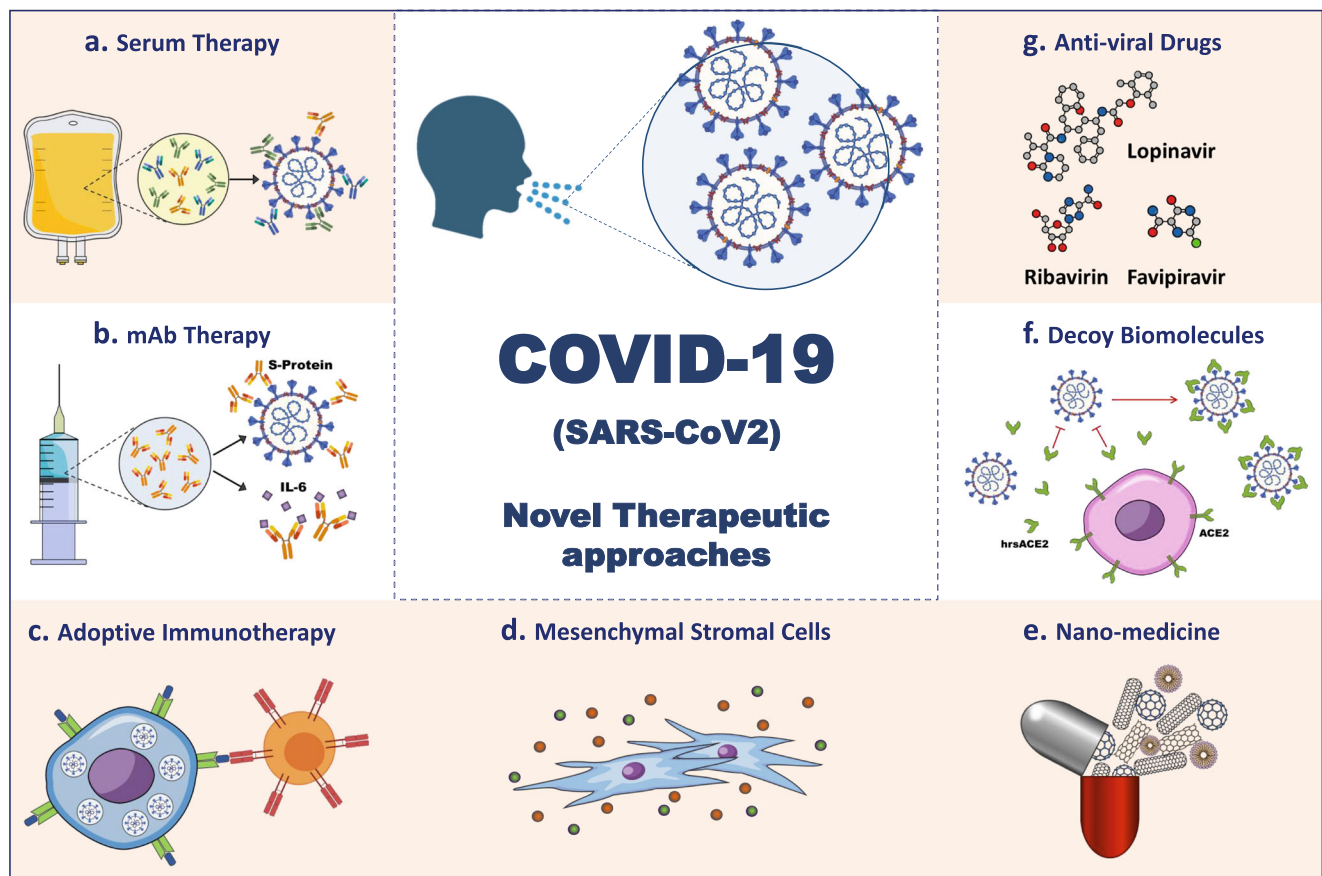 a. Serum Therapy
COVID-19
(SARS-CoV2)
Novel Therapeutic
approaches
b. mAb Therapy
S-Protein
IL-6
c. Adoptive Immunotherapy
d. Mesenchymal Stromal Cells
e. Nano-medicine
f. Decoy Biomolecules
hrsACE2
ACE2
g. Anti-viral Drugs
Lopinavir
Ribavirin
Favipiravir